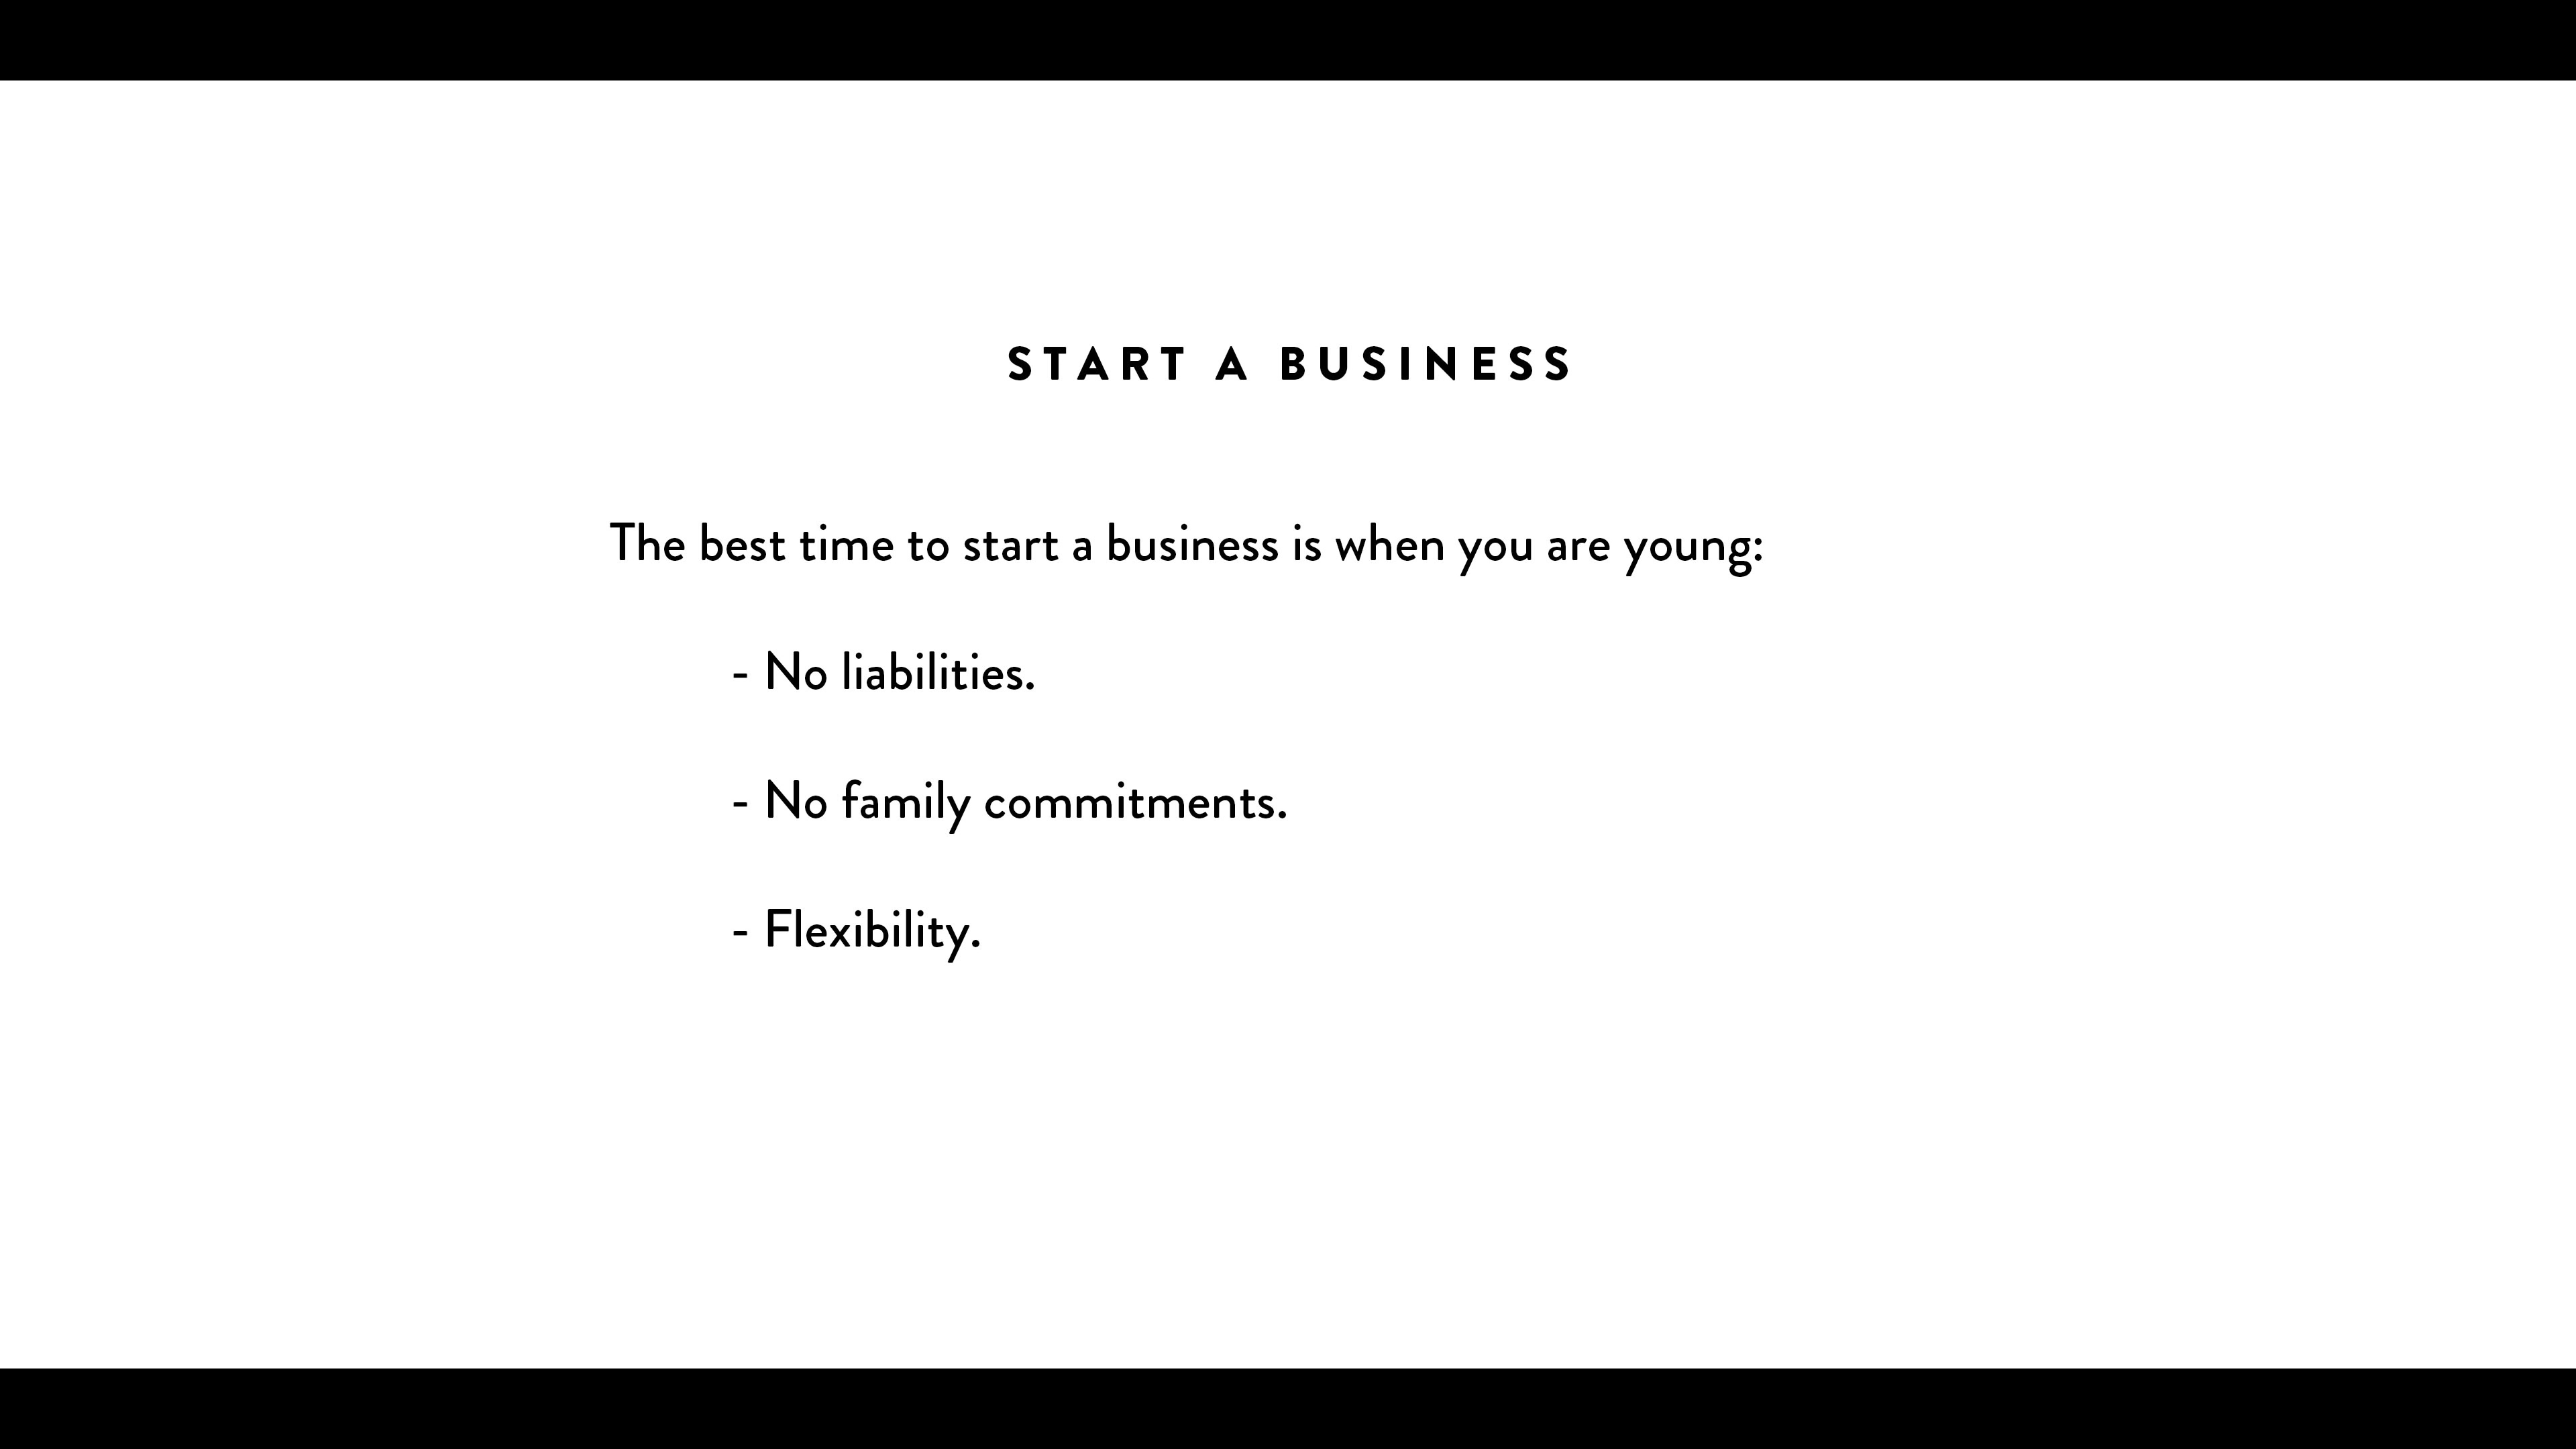 START A BUSINESS
The best time to start a business is when you are young:
- No liabilities.
- No family commitments.
- Flexibility.